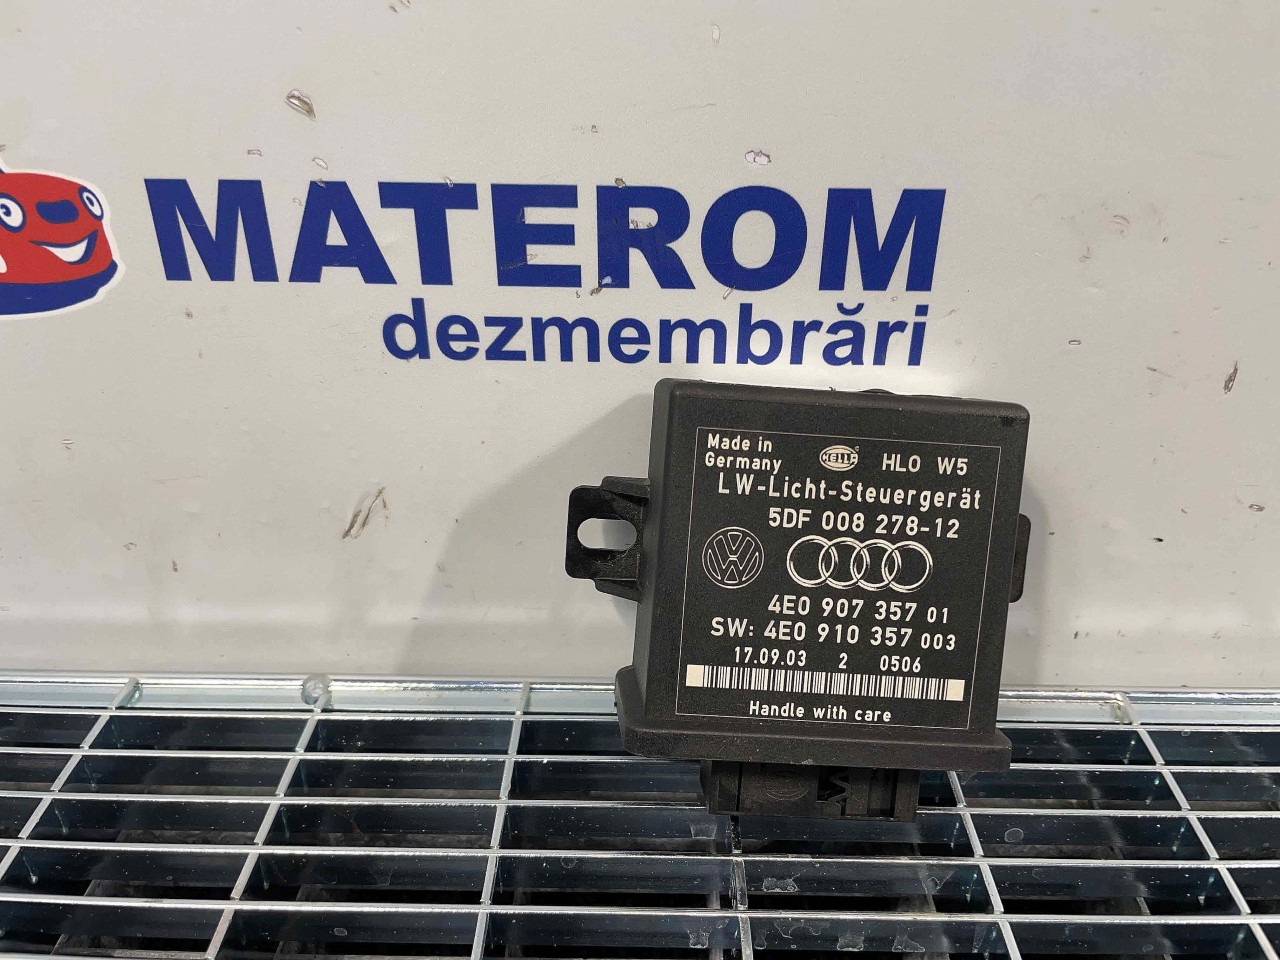 MATEROM
dezmembrări
Made in
Germany
HELLA
HLO W5
LW-Licht-Steuergerät
5DF 008 278-12
4E0 907 357 01
SW: 4E0 910 357 003
17.09.03 2 0506
Handle with care